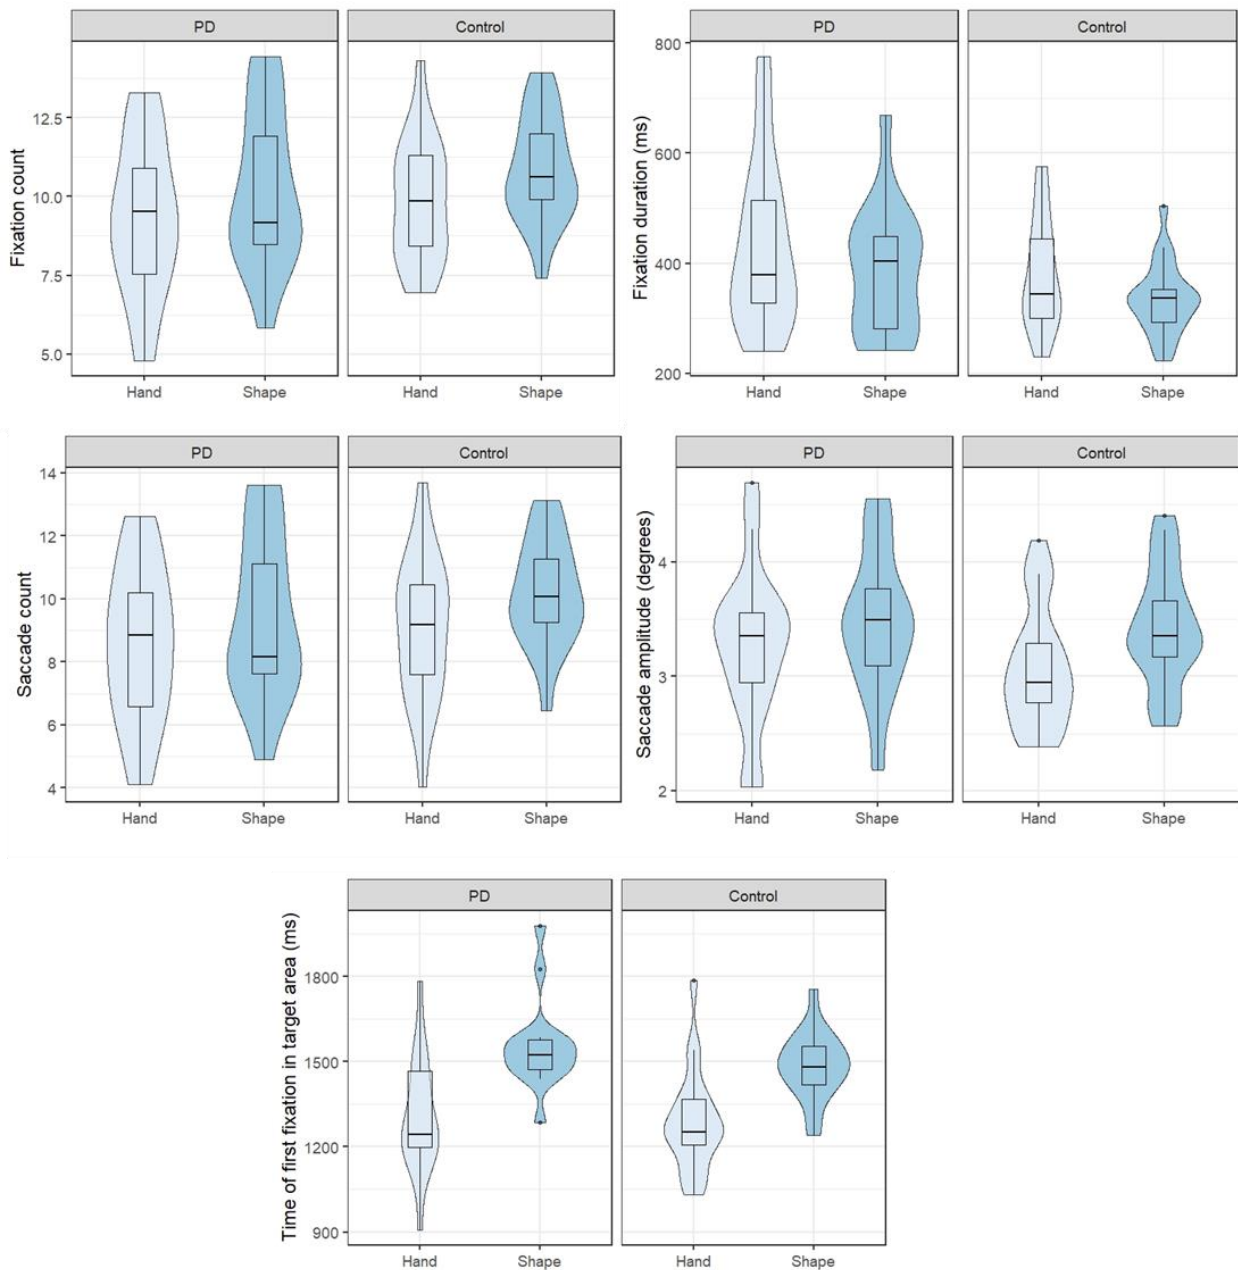 PD Control
Fixation count
12.5
10.0
7.5
5.0
Hand Shape Hand Shape
PD Control
Fixation duration (ms)
800
600
400
200
Hand Shape Hand Shape
PD Control
Saccade count
14
12
10
8
6
4
Hand Shape Hand Shape
PD Control
Saccade amplitude (degrees)
4
3
2
Hand Shape Hand Shape
PD Control
Time of first fixation in target area (ms)
1800
1500
1200
900
Hand Shape Hand Shape